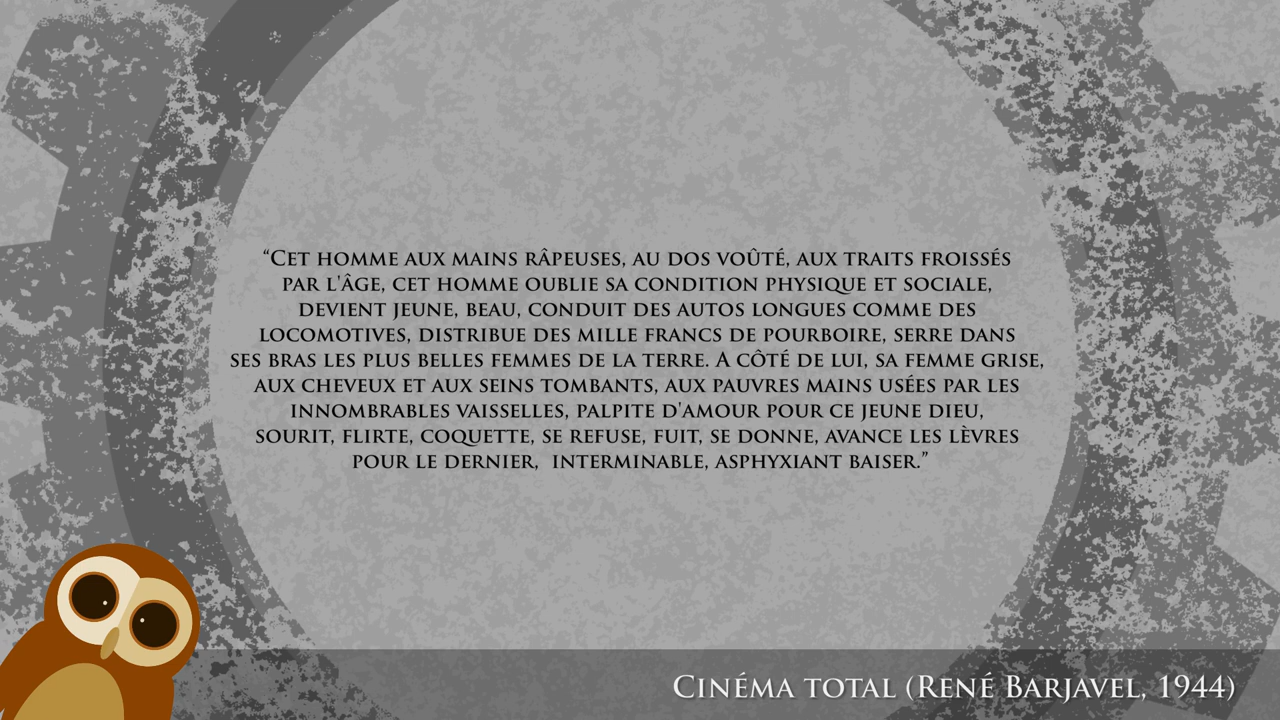 “Cet homme aux mains râpeuses, au dos voûté, aux traits froissés
par l'âge, cet homme oublie sa condition physique et sociale,
devient jeune, beau, conduit des autos longues comme des
locomotives, distribue des mille francs de pourboire, serre dans
ses bras les plus belles femmes de la terre. A côté de lui, sa femme grise,
aux cheveux et aux seins tombants, aux pauvres mains usées par les
innombrables vaisselles, palpite d'amour pour ce jeune dieu,
sourit, flirte, coquette, se refuse, fuit, se donne, avance les lèvres
pour le dernier,  interminable, asphyxiant baiser.”
Cinéma total (René Barjavel, 1944)